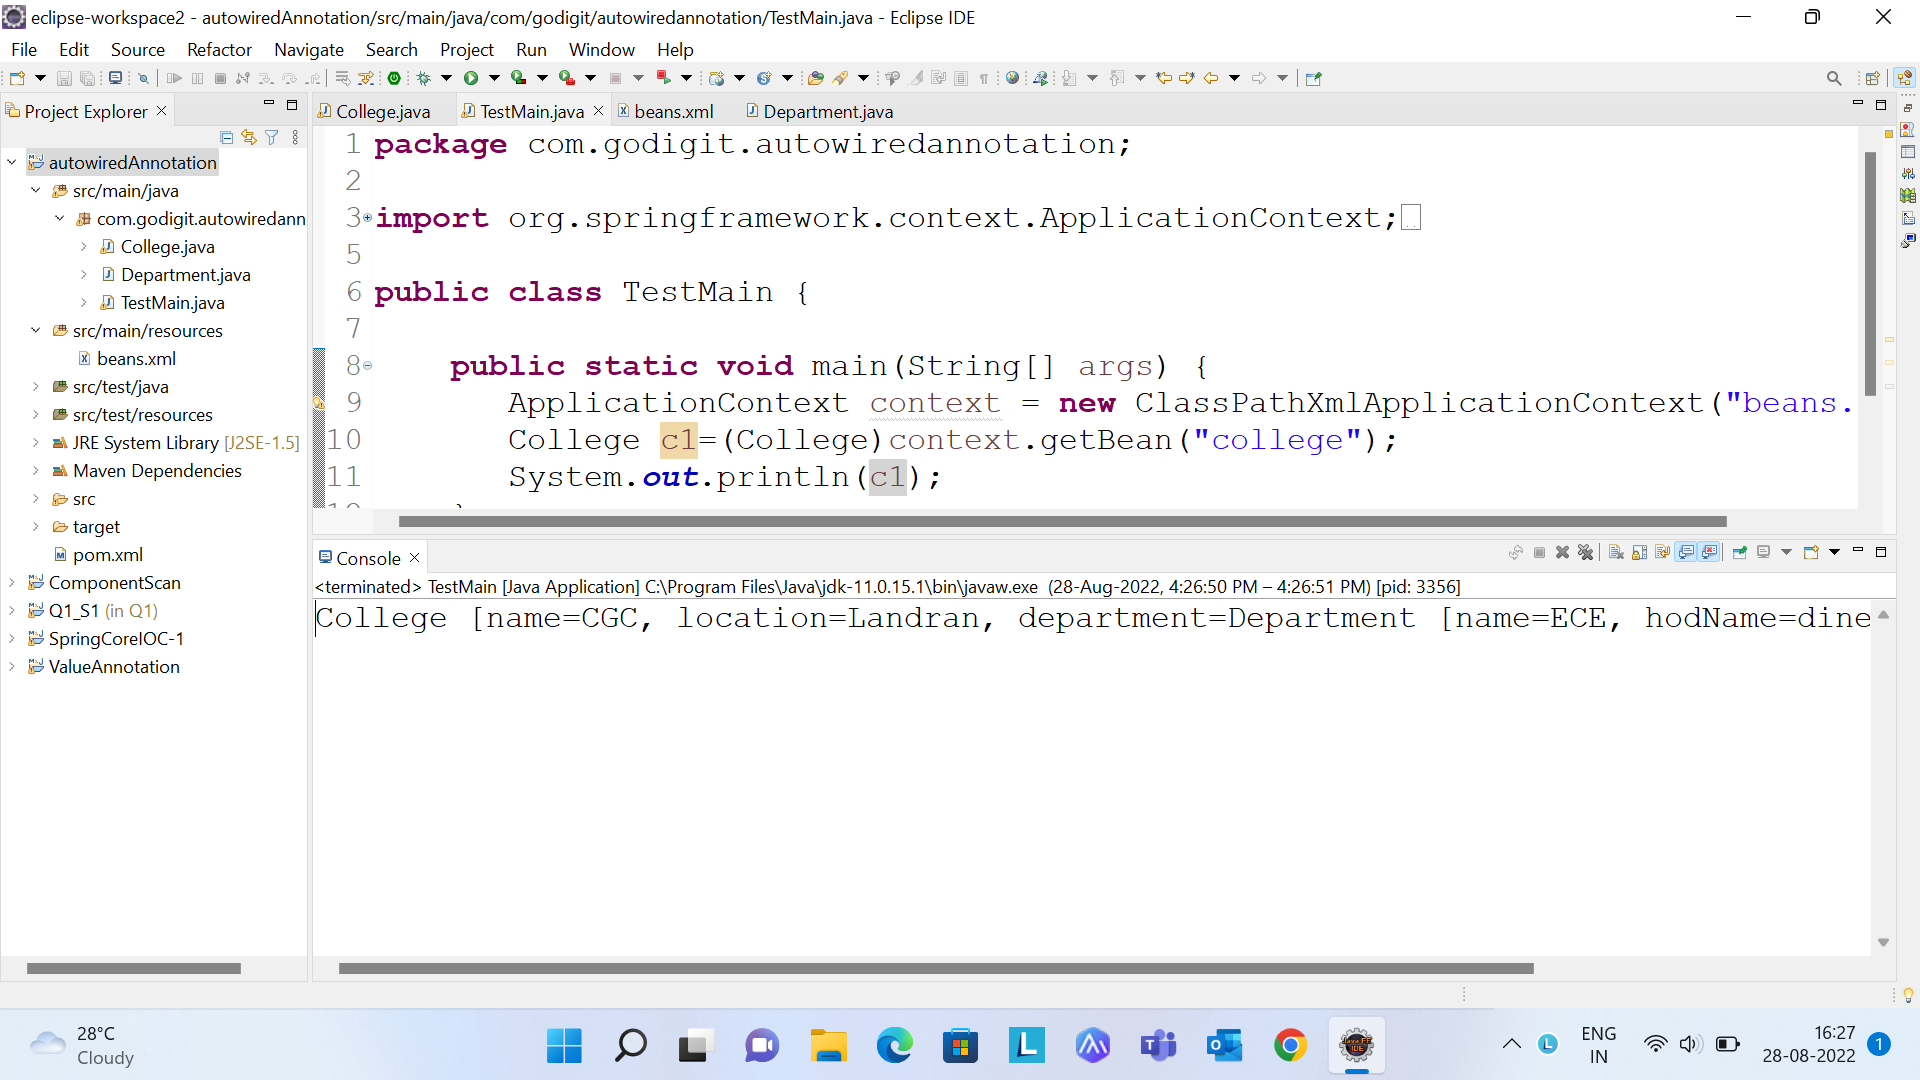 eclipse-workspace2 - autowiredAnnotation/src/main/java/com/godigit/autowiredannotation/TestMain.java - Eclipse IDE
File Edit Source Refactor Navigate Search Project Run Window Help
Project Explorer
autowiredAnnotation
src/main/java
com.godigit.autowiredann
College.java
Department.java
TestMain.java
src/main/resources
beans.xml
src/test/java
src/test/resources
JRE System Library [J2SE-1.5]
Maven Dependencies
src
target
pom.xml
ComponentScan
Q1_S1 (in Q1)
SpringCoreIOC-1
ValueAnnotation
College.java TestMain.java beans.xml Department.java
1 package com.godigit.autowiredannotation;
2
3 import org.springframework.context.ApplicationContext;
5
6 public class TestMain {
7
8 public static void main(String[] args) {
9 ApplicationContext context = new ClassPathXmlApplicationContext("beans.
10 College c1=(College)context.getBean("college");
11 System.out.println(c1);
Console
<terminated> TestMain [Java Application] C:\Program Files\Java\jdk-11.0.15.1\bin\javaw.exe (28-Aug-2022, 4:26:50 PM – 4:26:51 PM) [pid: 3356]
College [name=CGC, location=Landran, department=Department [name=ECE, hodName=dine
28°C
Cloudy
ENG
IN
16:27
28-08-2022
1